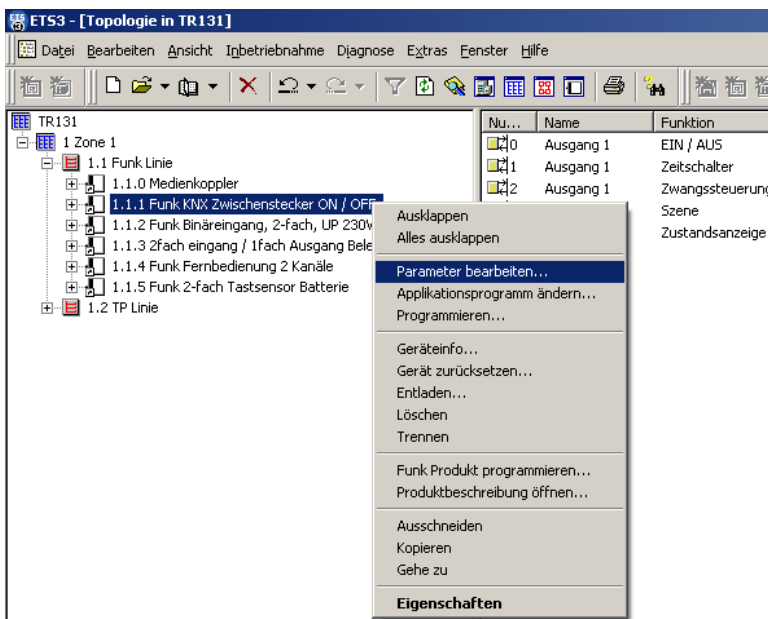 ETS3 - [Topologie in TR131]
Datei Bearbeiten Ansicht Inbetriebnahme Diagnose Extras Fenster Hilfe
TR131
1 Zone 1
1.1 Funk Linie
1.1.0 Medienkoppler
1.1.1 Funk KNX Zwischenstecker ON / OFF
1.1.2 Funk Binäreingang, 2-fach, UP 230V
1.1.3 2fach eingang / 1fach Ausgang Bele
1.1.4 Funk Fernbedienung 2 Kanäle
1.1.5 Funk 2-fach Tastsensor Batterie
1.2 TP Linie
Nu... Name Funktion
0 Ausgang 1 EIN / AUS
1 Ausgang 1 Zeitschalter
2 Ausgang 1 Zwangssteuerung
Szene
Zustandsanzeige
Ausklappen
Alles ausklappen
Parameter bearbeiten...
Applikationsprogramm ändern...
Programmieren...
Geräteinfo...
Gerät zurücksetzen...
Entladen...
Löschen
Trennen
Funk Produkt programmieren...
Produktbeschreibung öffnen...
Ausschneiden
Kopieren
Gehe zu
Eigenschaften